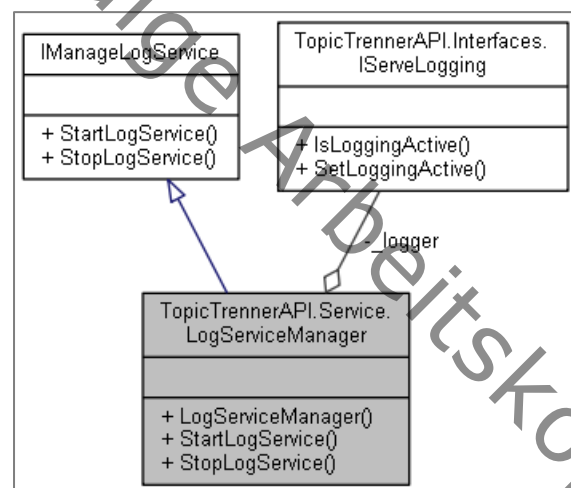 IManageLogService
+ StartLogService()
+ StopLogService()
TopicTrennerAPI.Interfaces.
IServeLogging
+ IsLoggingActive()
+ SetLoggingActive()
-_logger
TopicTrennerAPI.Service.
LogServiceManager
+ LogServiceManager()
+ StartLogService()
+ StopLogService()